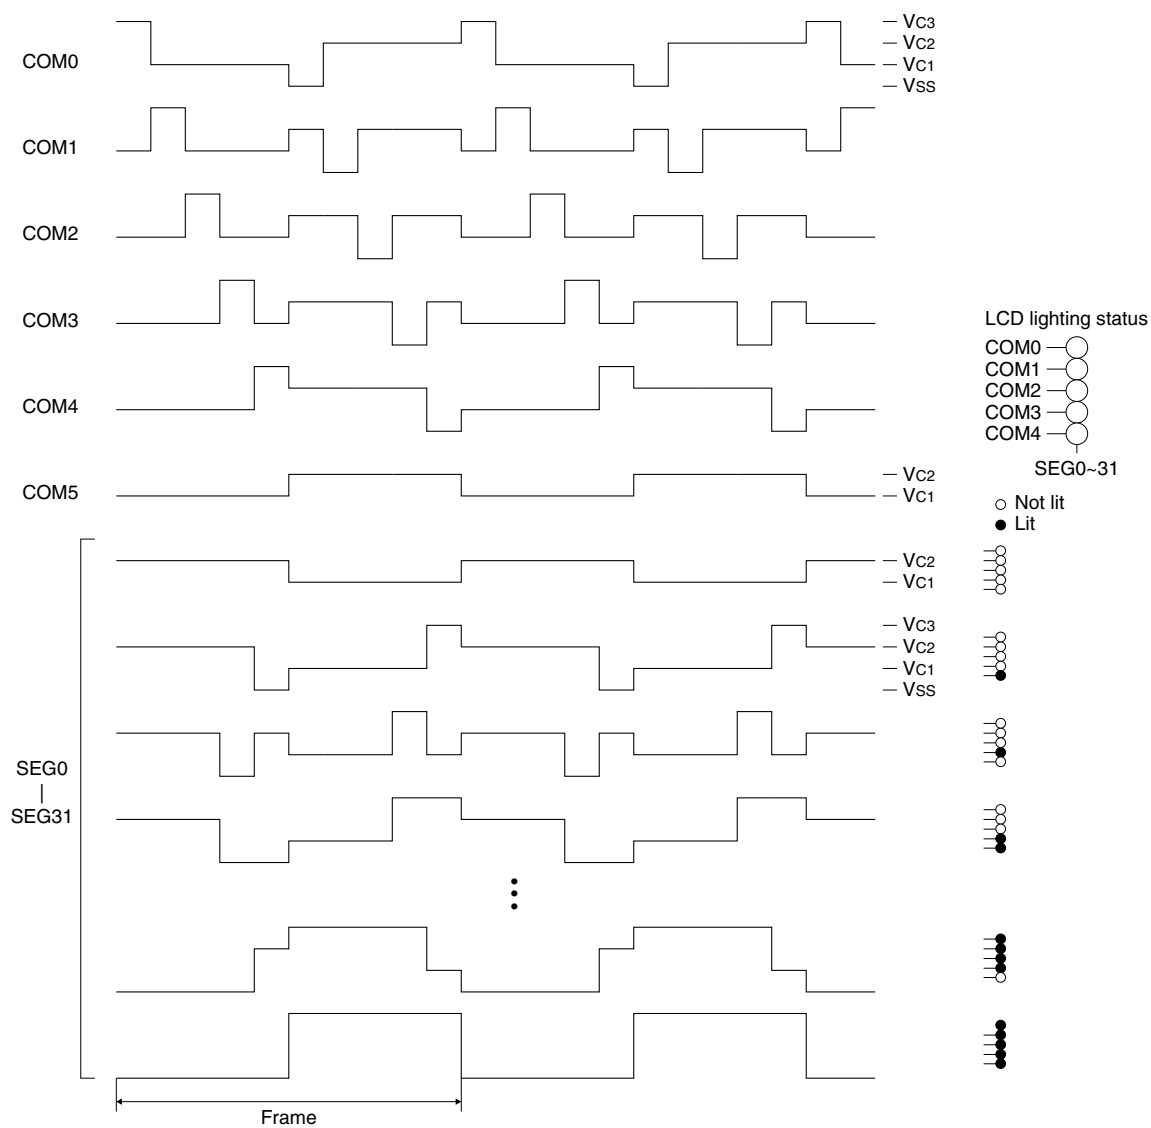 COM0
VC3
VC2
VC1
VSS
COM1
COM2
COM3
COM4
COM5
VC2
VC1
LCD lighting status
COM0
COM1
COM2
COM3
COM4
SEG0~31
Not lit
Lit
VC2
VC1
VC3
VC2
VC1
VSS
SEG0
SEG31
Frame